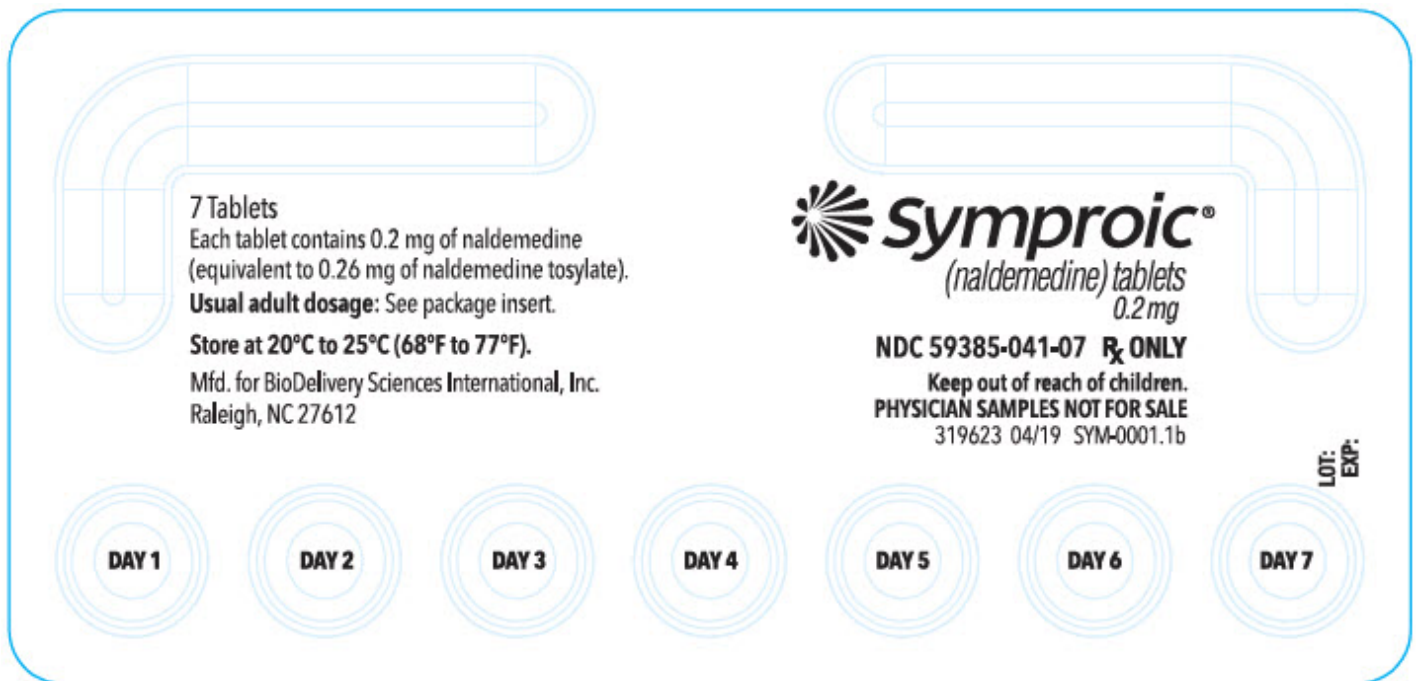 7 Tablets
Each tablet contains 0.2 mg of naldemedine
(equivalent to 0.26 mg of naldemedine tosylate).
Usual adult dosage: See package insert.
Store at 20°C to 25°C (68°F to 77°F).
Mfd. for BioDelivery Sciences International, Inc.
Raleigh, NC 27612
Symproic®
(naldemedine) tablets
0.2 mg
NDC 59385-041-07 ℞ ONLY
Keep out of reach of children.
PHYSICIAN SAMPLES NOT FOR SALE
319623 04/19 SYM-0001.1b
LOT:
EXP:
DAY 1
DAY 2
DAY 3
DAY 4
DAY 5
DAY 6
DAY 7